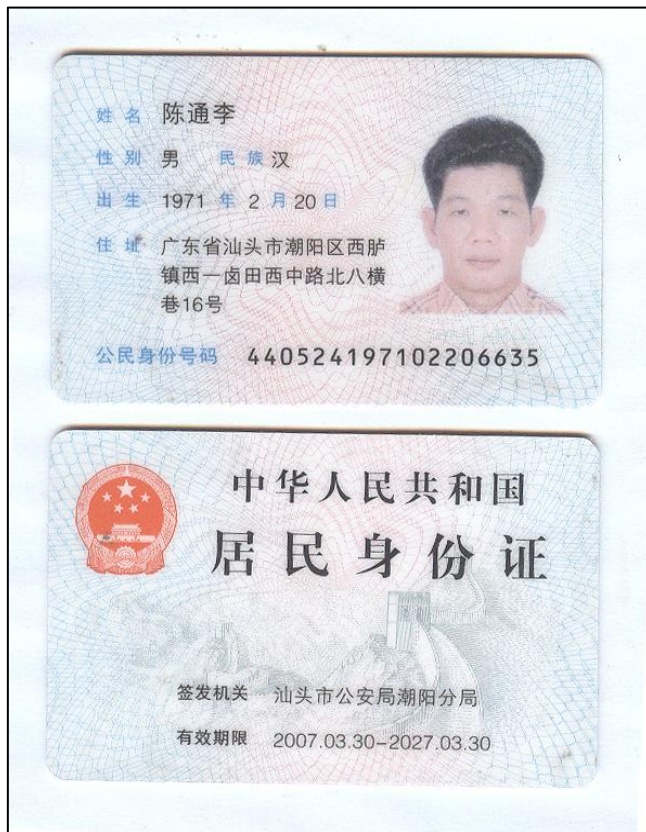 姓名 陈通李
性别 男 民族 汉
出生 1971 年 2 月 20 日
住址 广东省汕头市潮阳区西胪
镇西一卤田西中路北八横
巷16号
公民身份号码 440524197102206635
中华人民共和国
居民身份证
签发机关 汕头市公安局潮阳分局
有效期限 2007.03.30-2027.03.30